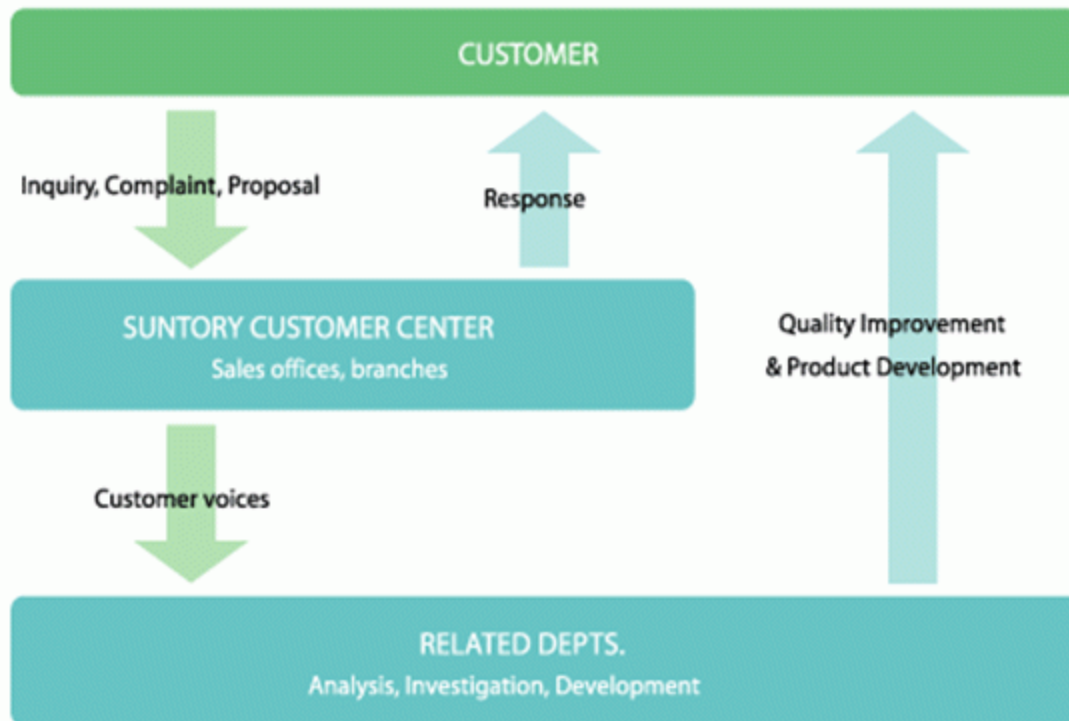 CUSTOMER
Inquiry, Complaint, Proposal
Response
SUNTORY CUSTOMER CENTER
Sales offices, branches
Quality Improvement
& Product Development
Customer voices
RELATED DEPTS.
Analysis, Investigation, Development